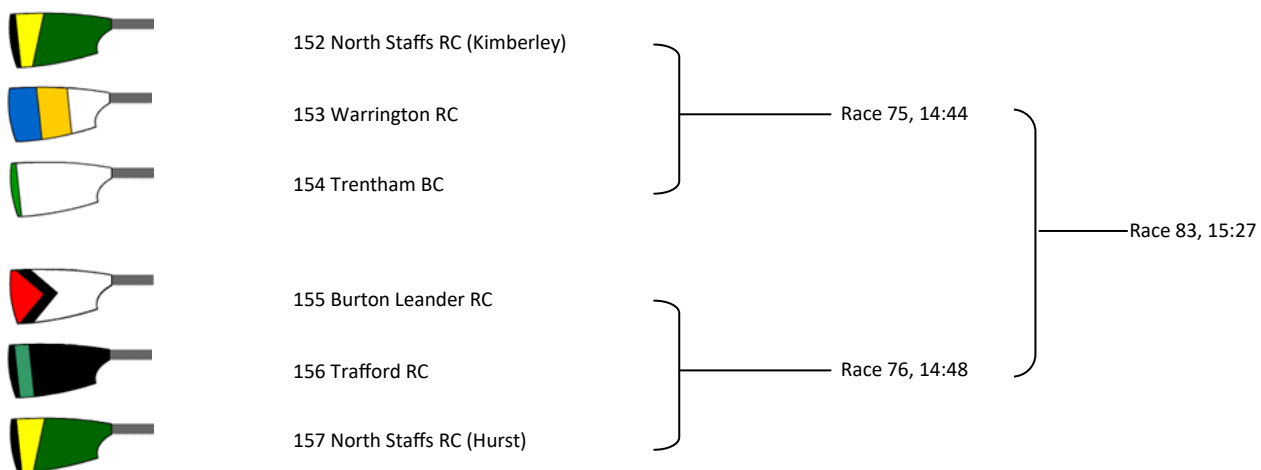 152 North Staffs RC (Kimberley)
153 Warrington RC
Race 75, 14:44
154 Trentham BC
Race 83, 15:27
155 Burton Leander RC
156 Trafford RC
Race 76, 14:48
157 North Staffs RC (Hurst)